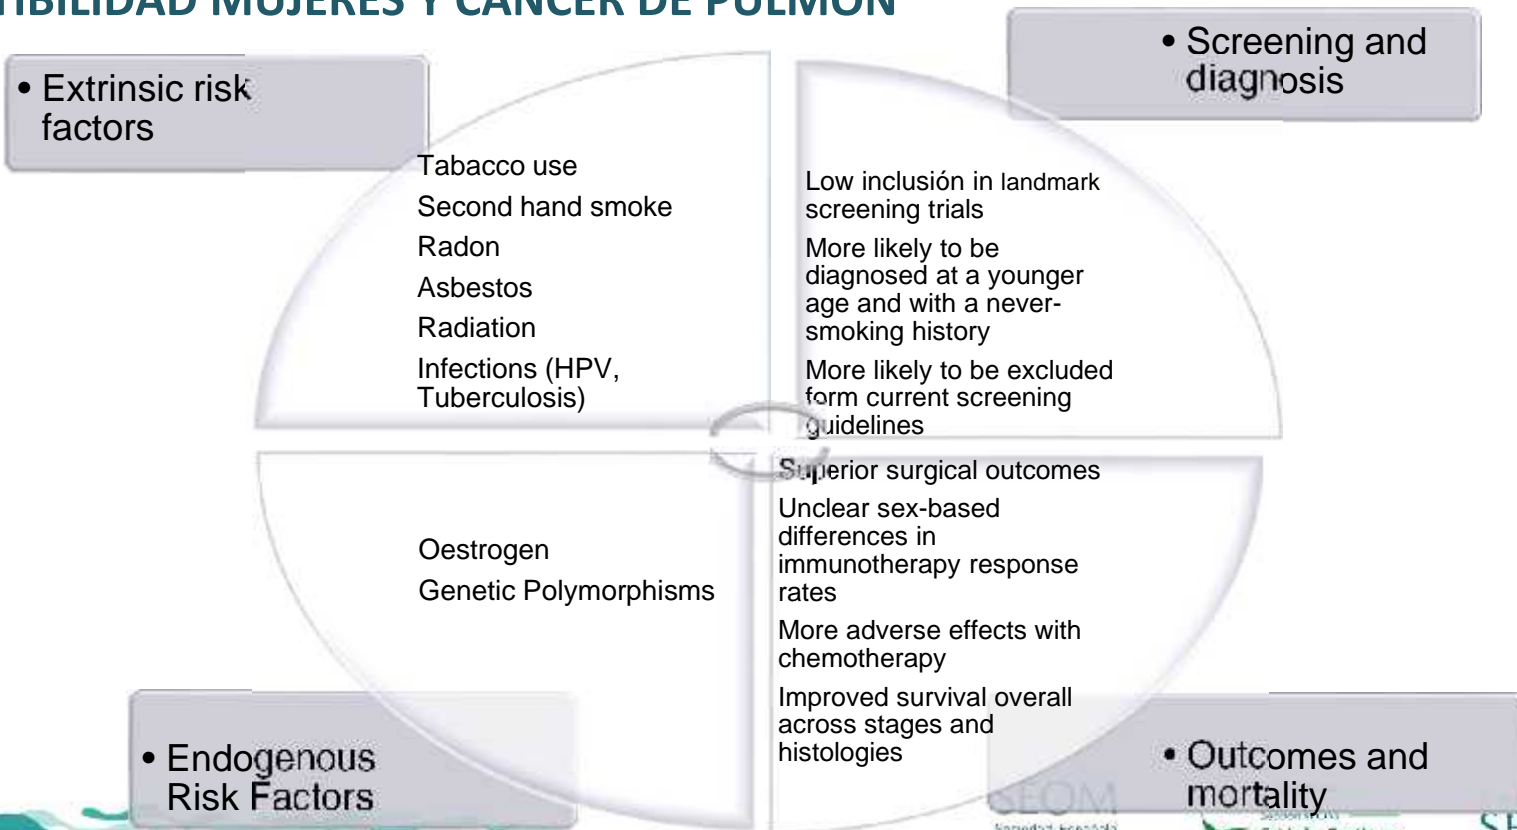 TIBILIDAD MUJERES Y CÁNCER DE PULMÓN
• Extrinsic risk
factors
Tabacco use
Second hand smoke
Radon
Asbestos
Radiation
Infections (HPV,
Tuberculosis)
• Screening and
diagnosis
Low inclusión in landmark
screening trials
More likely to be
diagnosed at a younger
age and with a never-
smoking history
More likely to be excluded
form current screening
guidelines
Oestrogen
Genetic Polymorphisms
• Endogenous
Risk Factors
Superior surgical outcomes
Unclear sex-based
differences in
immunotherapy response
rates
More adverse effects with
chemotherapy
Improved survival overall
across stages and
histologies
• Outcomes and
mortality
SEOM
Sociedad Española
SE